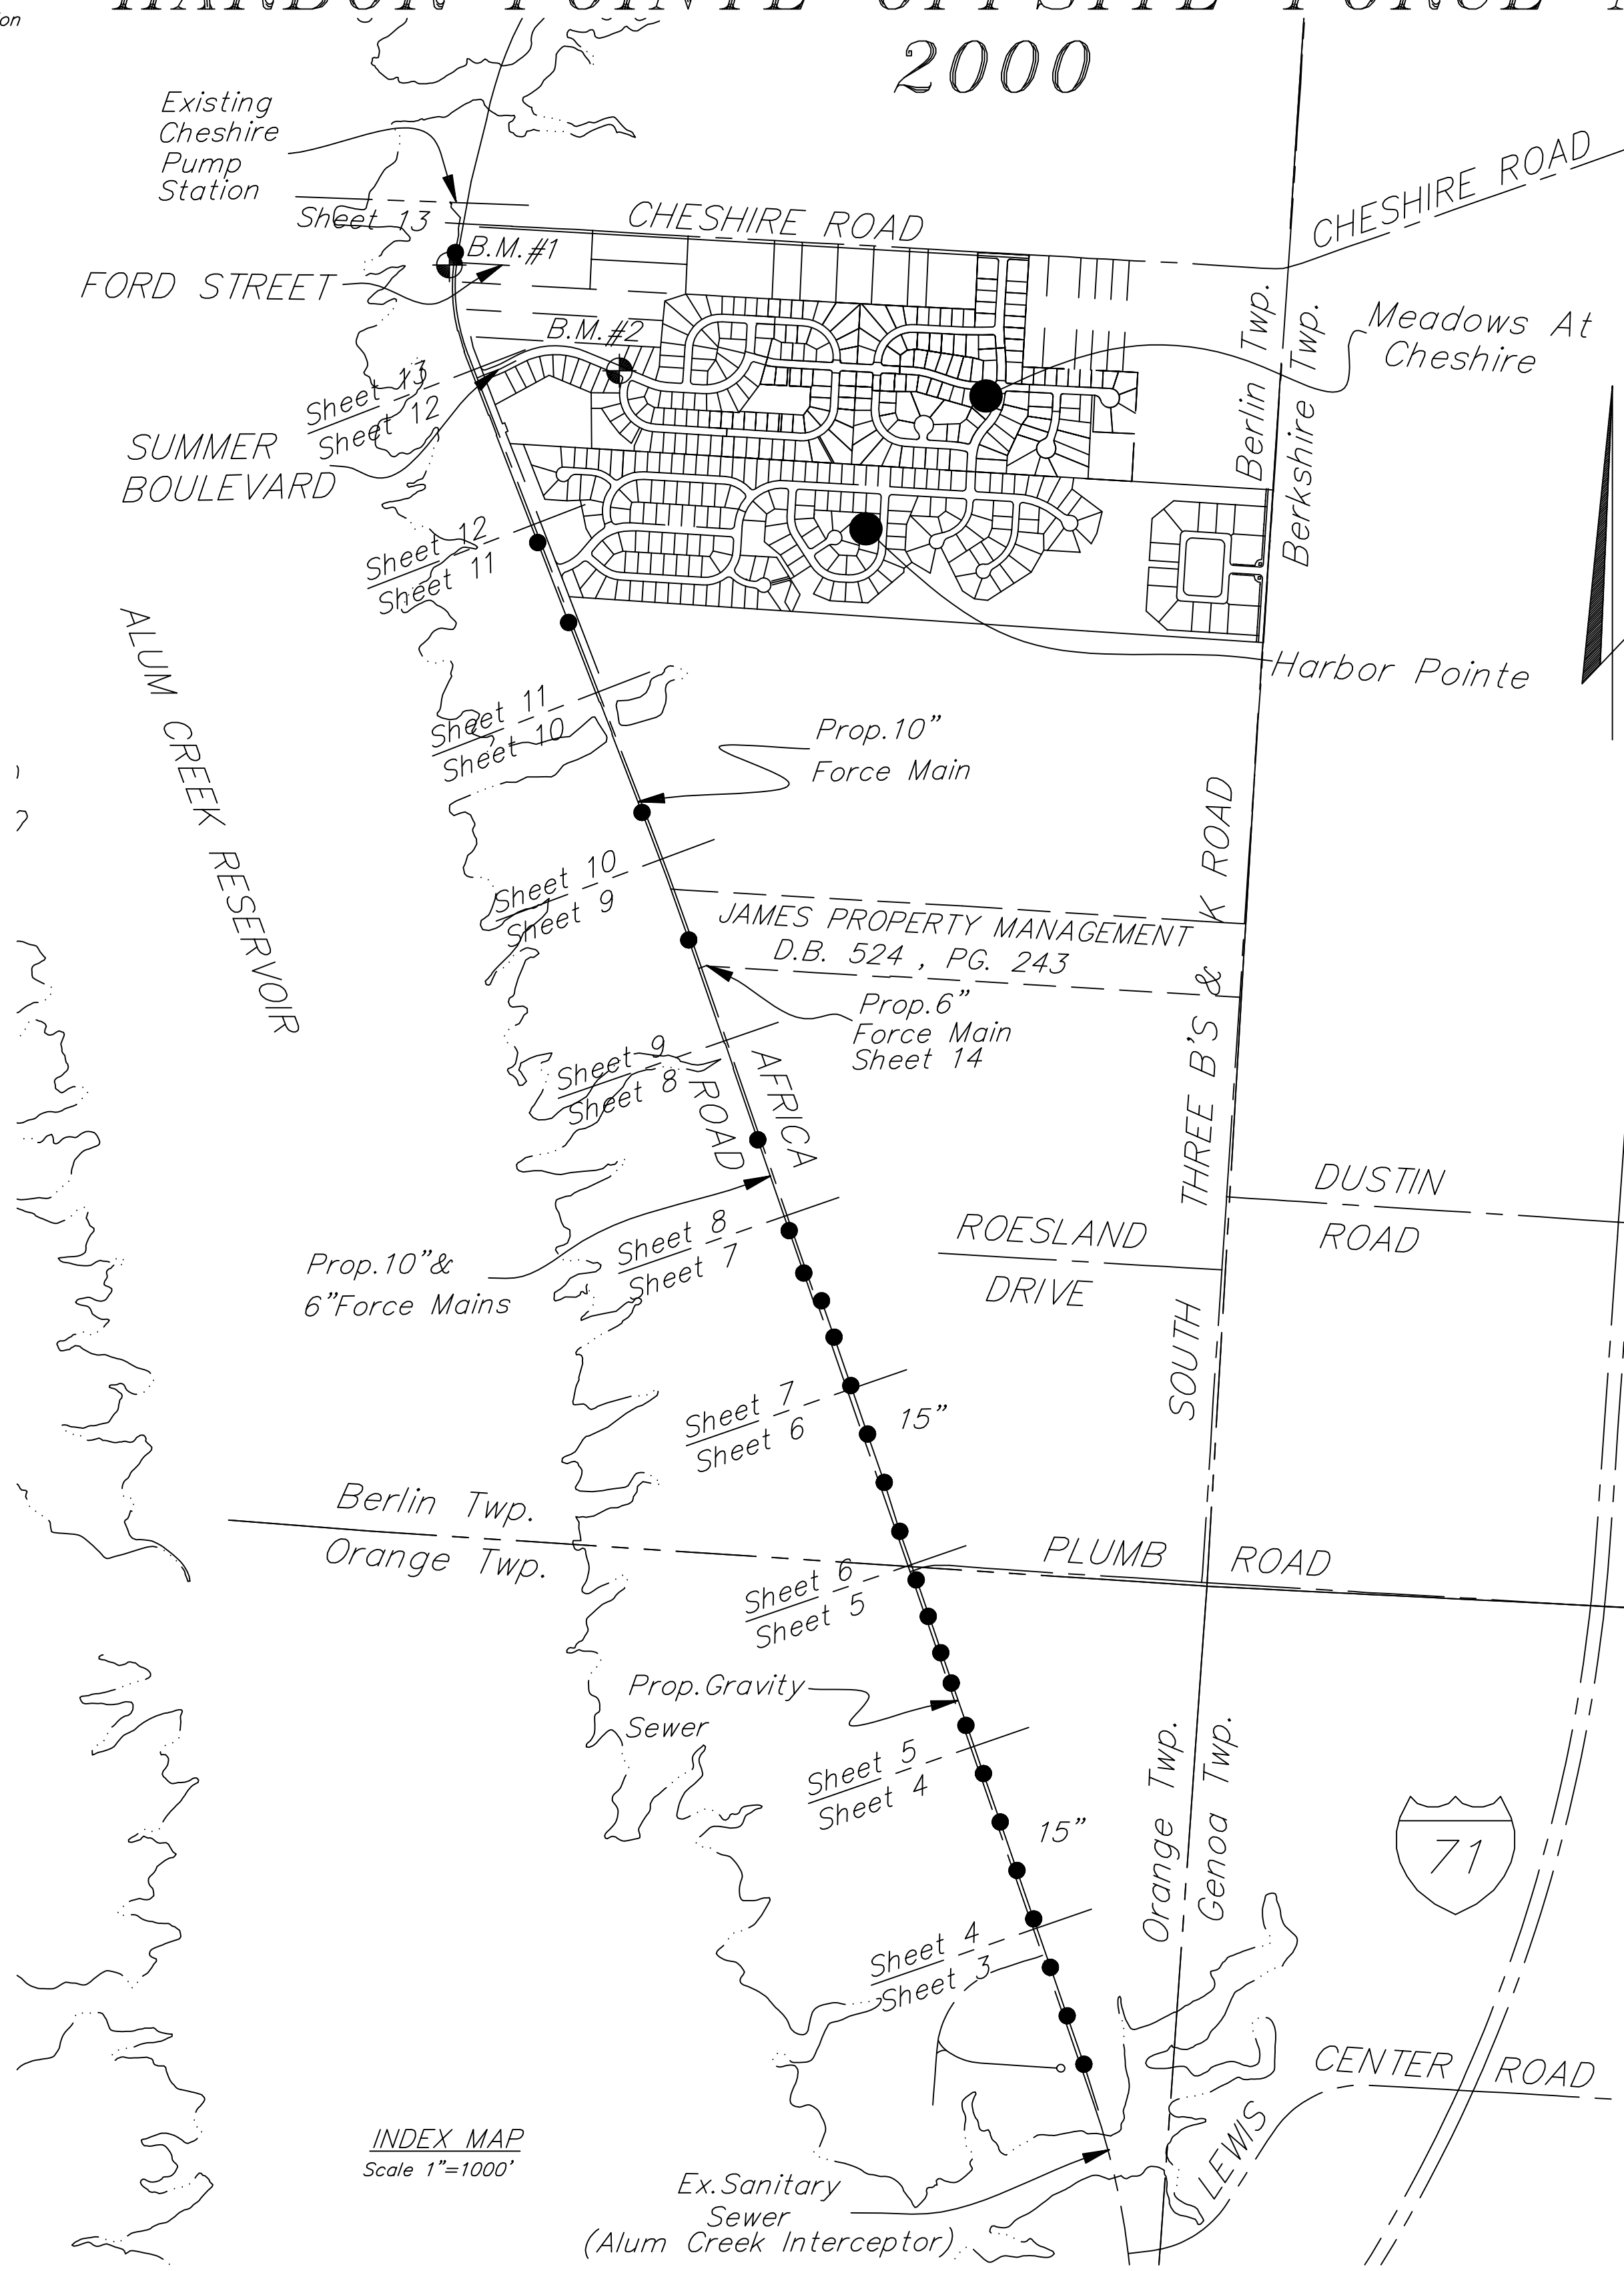 HARBOR POINTE OFFSITE FORCE
2000
Existing
Cheshire
Pump
Station
Sheet 13
CHESHIRE ROAD
CHESHIRE ROAD
B.M.#1
FORD STREET
B.M.#2
Meadows At
Cheshire
Berlin Twp.
Berkshire Twp.
Sheet 13
Sheet 12
SUMMER
BOULEVARD
Sheet 12
Sheet 11
Harbor Pointe
ALUM CREEK RESERVOIR
Sheet 11
Sheet 10
Prop.10"
Force Main
Sheet 10
Sheet 9
JAMES PROPERTY MANAGEMENT
D.B. 524 , PG. 243
Prop.6"
Force Main
Sheet 14
SOUTH THREE B'S & K ROAD
Sheet 9
Sheet 8
AFRICA
ROAD
DUSTIN
ROAD
ROESLAND
DRIVE
Sheet 8
Sheet 7
Prop.10"&
6"Force Mains
Sheet 7
Sheet 6
15"
Berlin Twp.
Orange Twp.
PLUMB ROAD
Sheet 6
Sheet 5
Prop.Gravity
Sewer
Sheet 5
Sheet 4
Orange Twp.
Genoa Twp.
15"
71
Sheet 4
Sheet 3
CENTER ROAD
LEWIS
INDEX MAP
Scale 1"=1000'
Ex.Sanitary
Sewer
(Alum Creek Interceptor)